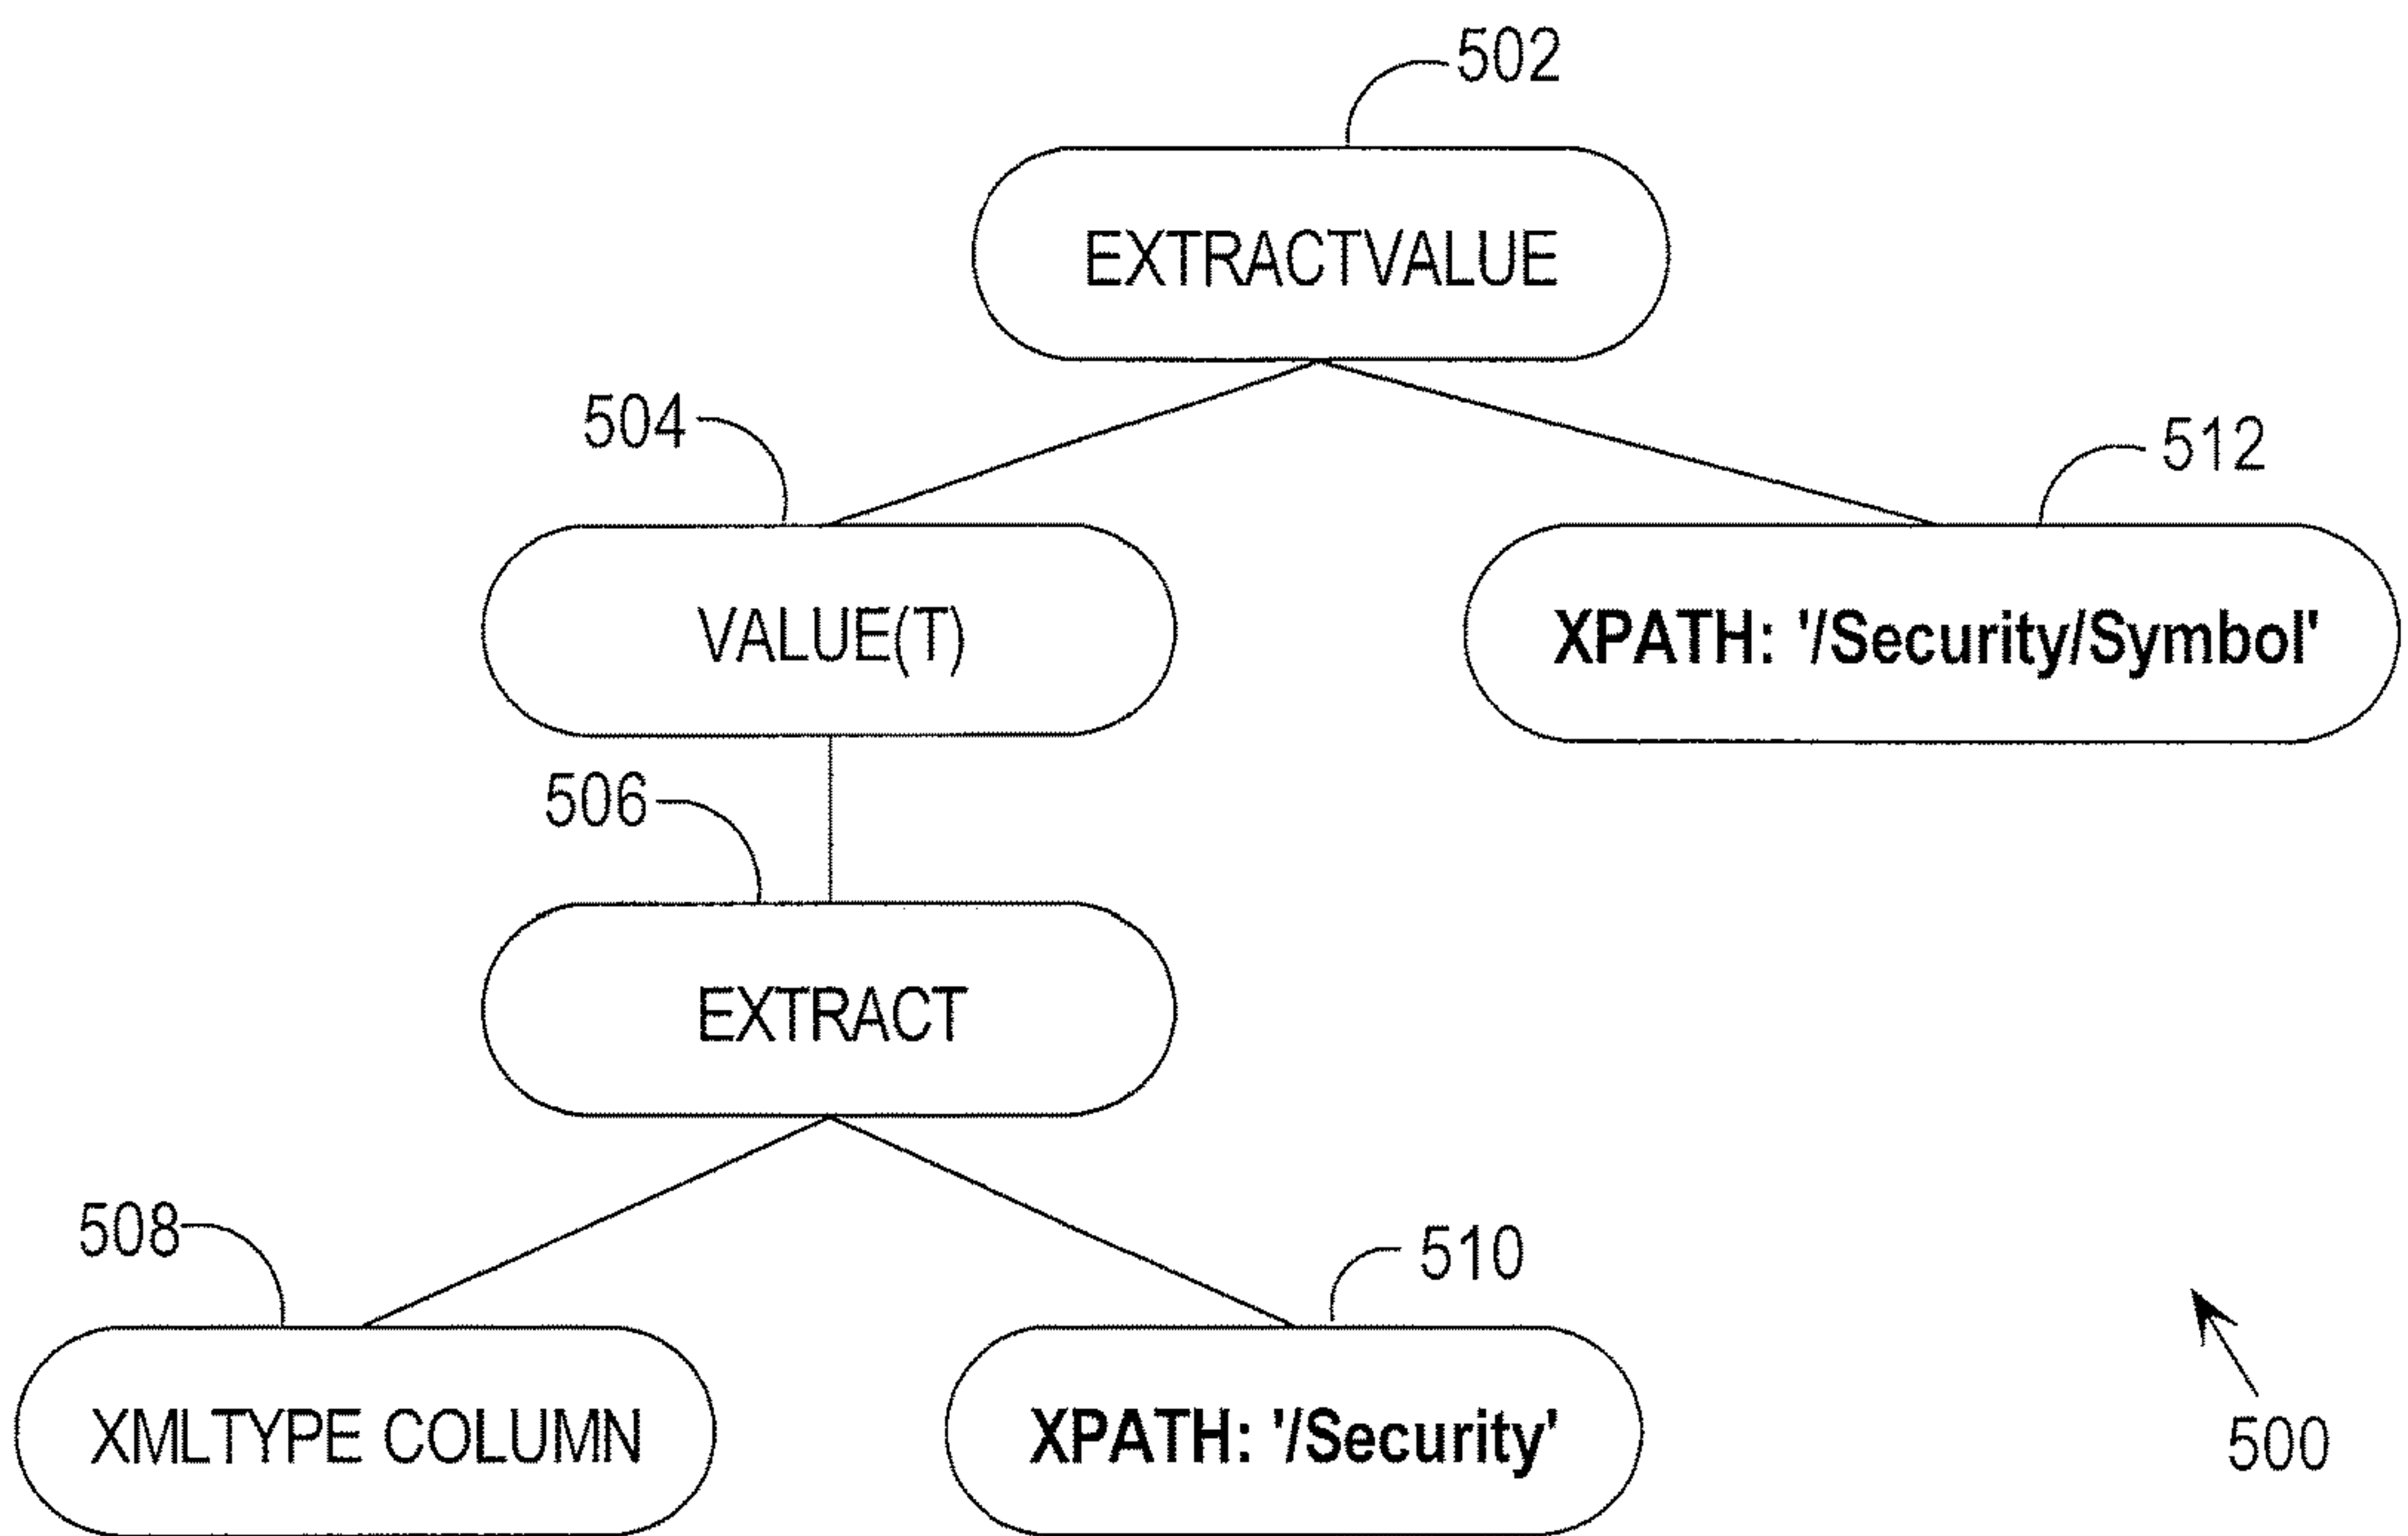 502
EXTRACTVALUE
504
512
VALUE(T)
XPATH: '/Security/Symbol'
506
EXTRACT
508
510
XMLTYPE COLUMN
XPATH: '/Security'
500